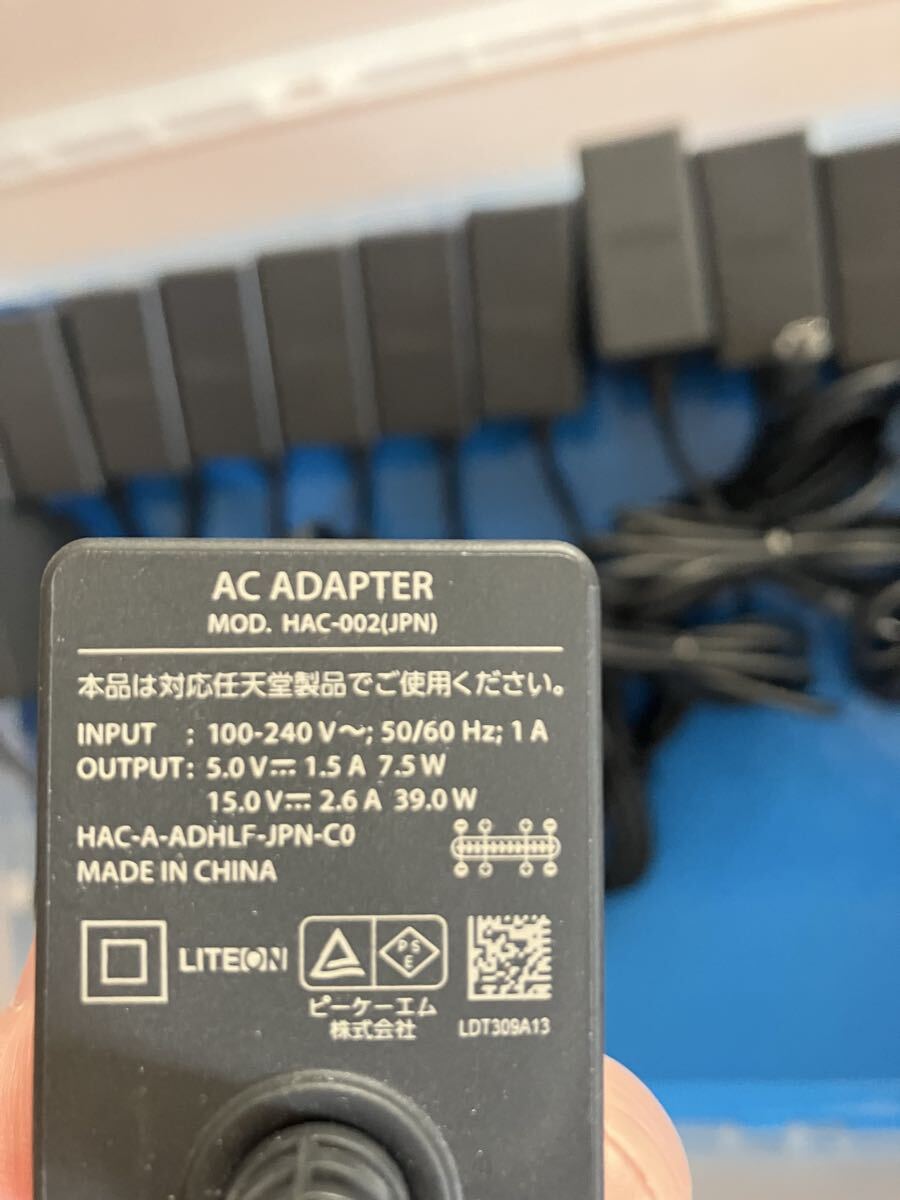 AC ADAPTER
MOD. HAC-002(JPN)
本品は対応任天堂製品でご使用ください。
INPUT : 100-240 V～; 50/60 Hz; 1 A
OUTPUT: 5.0 V⎓ 1.5 A 7.5 W
15.0 V⎓ 2.6 A 39.0 W
HAC-A-ADHLF-JPN-C0
MADE IN CHINA
LITEON
PS
E
ピーケーエム
株式会社
LDT309A13